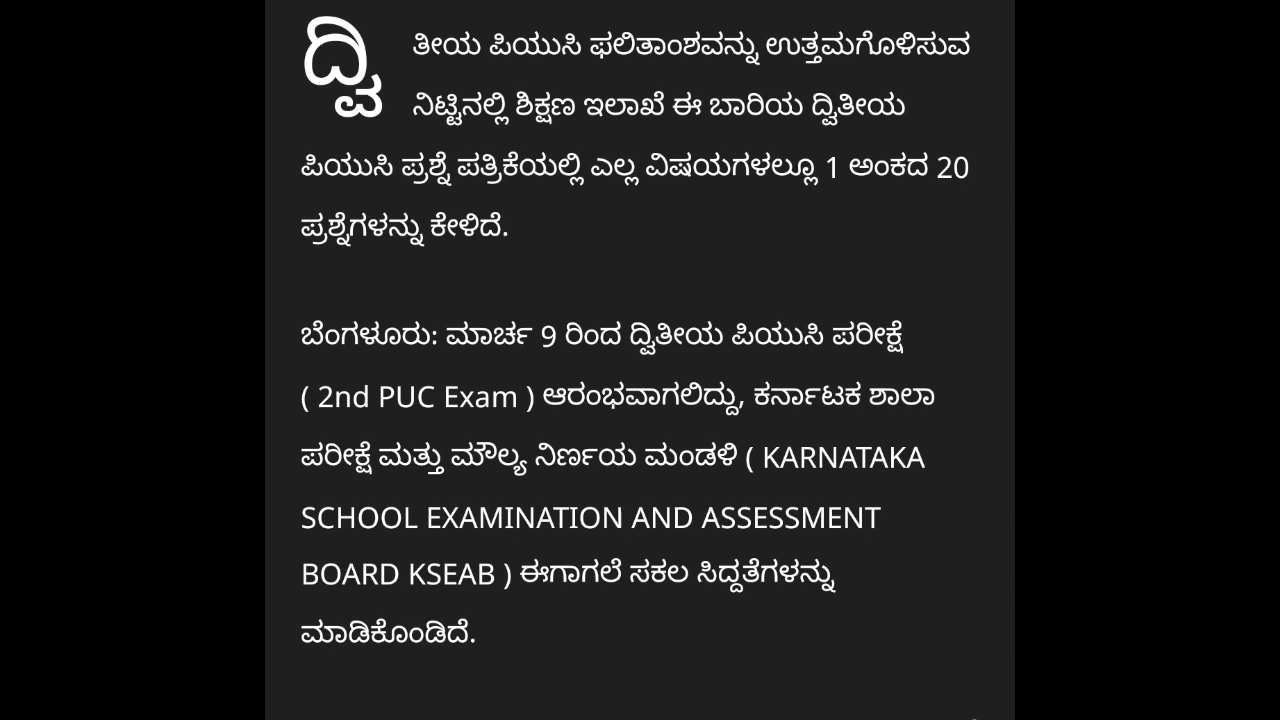 ದ್ವಿತೀಯ ಪಿಯುಸಿ ಫಲಿತಾಂಶವನ್ನು ಉತ್ತಮಗೊಳಿಸುವ
ನಿಟ್ಟಿನಲ್ಲಿ ಶಿಕ್ಷಣ ಇಲಾಖೆ ಈ ಬಾರಿಯ ದ್ವಿತೀಯ
ಪಿಯುಸಿ ಪ್ರಶ್ನೆ ಪತ್ರಿಕೆಯಲ್ಲಿ ಎಲ್ಲ ವಿಷಯಗಳಲ್ಲೂ 1 ಅಂಕದ 20
ಪ್ರಶ್ನೆಗಳನ್ನು ಕೇಳಿದೆ.
ಬೆಂಗಳೂರು: ಮಾರ್ಚ 9 ರಿಂದ ದ್ವಿತೀಯ ಪಿಯುಸಿ ಪರೀಕ್ಷೆ
( 2nd PUC Exam ) ಆರಂಭವಾಗಲಿದ್ದು, ಕರ್ನಾಟಕ ಶಾಲಾ
ಪರೀಕ್ಷೆ ಮತ್ತು ಮೌಲ್ಯ ನಿರ್ಣಯ ಮಂಡಳಿ ( KARNATAKA
SCHOOL EXAMINATION AND ASSESSMENT
BOARD KSEAB ) ಈಗಾಗಲೆ ಸಕಲ ಸಿದ್ದತೆಗಳನ್ನು
ಮಾಡಿಕೊಂಡಿದೆ.